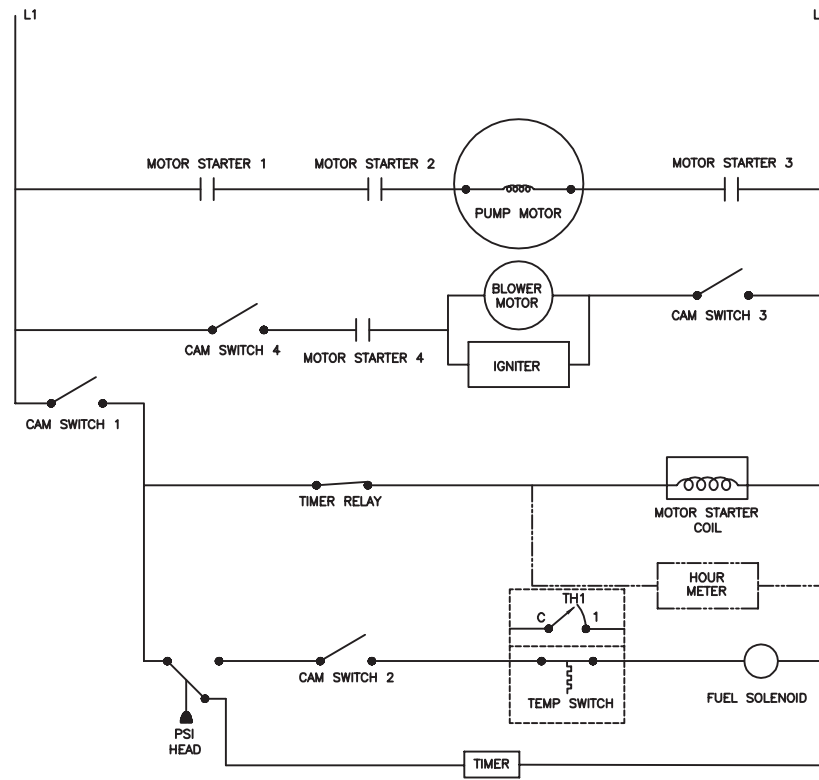 L1
L
MOTOR STARTER 1
MOTOR STARTER 2
MOTOR STARTER 3
PUMP MOTOR
BLOWER
MOTOR
CAM SWITCH 3
CAM SWITCH 4
MOTOR STARTER 4
IGNITER
CAM SWITCH 1
TIMER RELAY
MOTOR STARTER
COIL
HOUR
METER
TH1
C
1
CAM SWITCH 2
TEMP SWITCH
FUEL SOLENOID
PSI
HEAD
TIMER